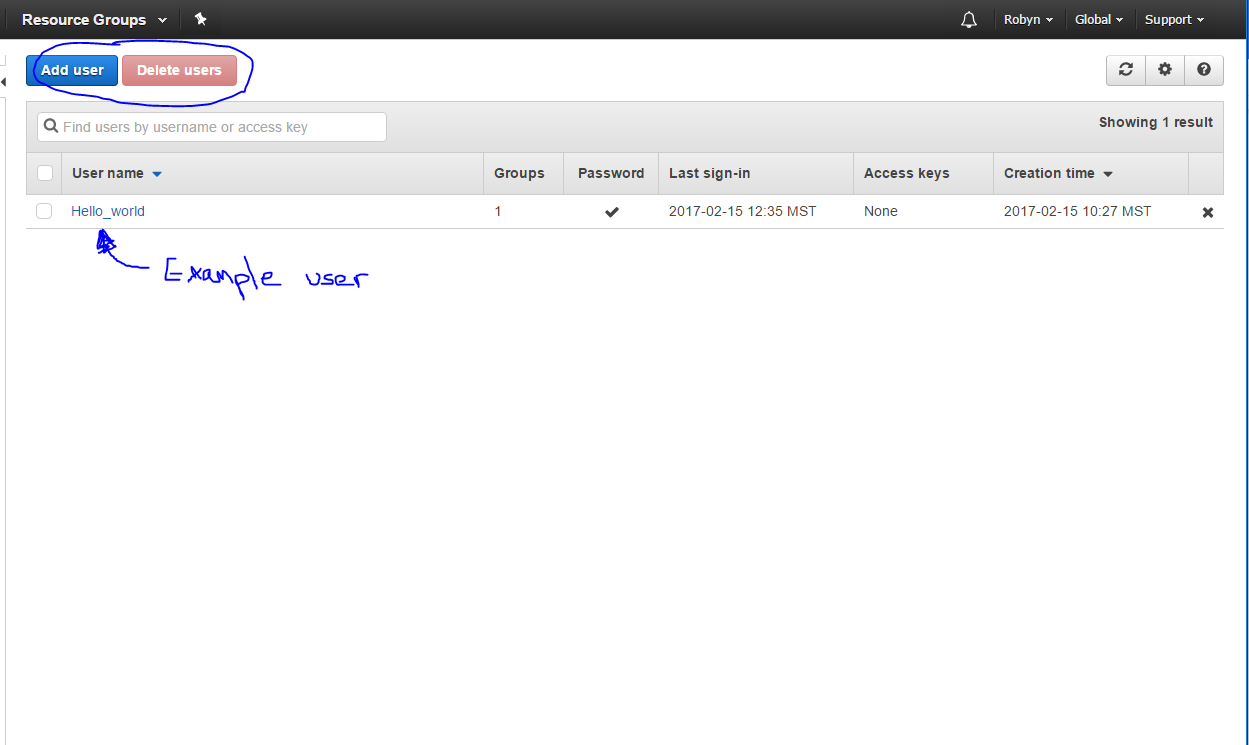 Resource Groups Robyn Global Support
Add user Delete users
Find users by username or access key Showing 1 result
User name Groups Password Last sign-in Access keys Creation time
Hello_world 1 2017-02-15 12:35 MST None 2017-02-15 10:27 MST
Example user